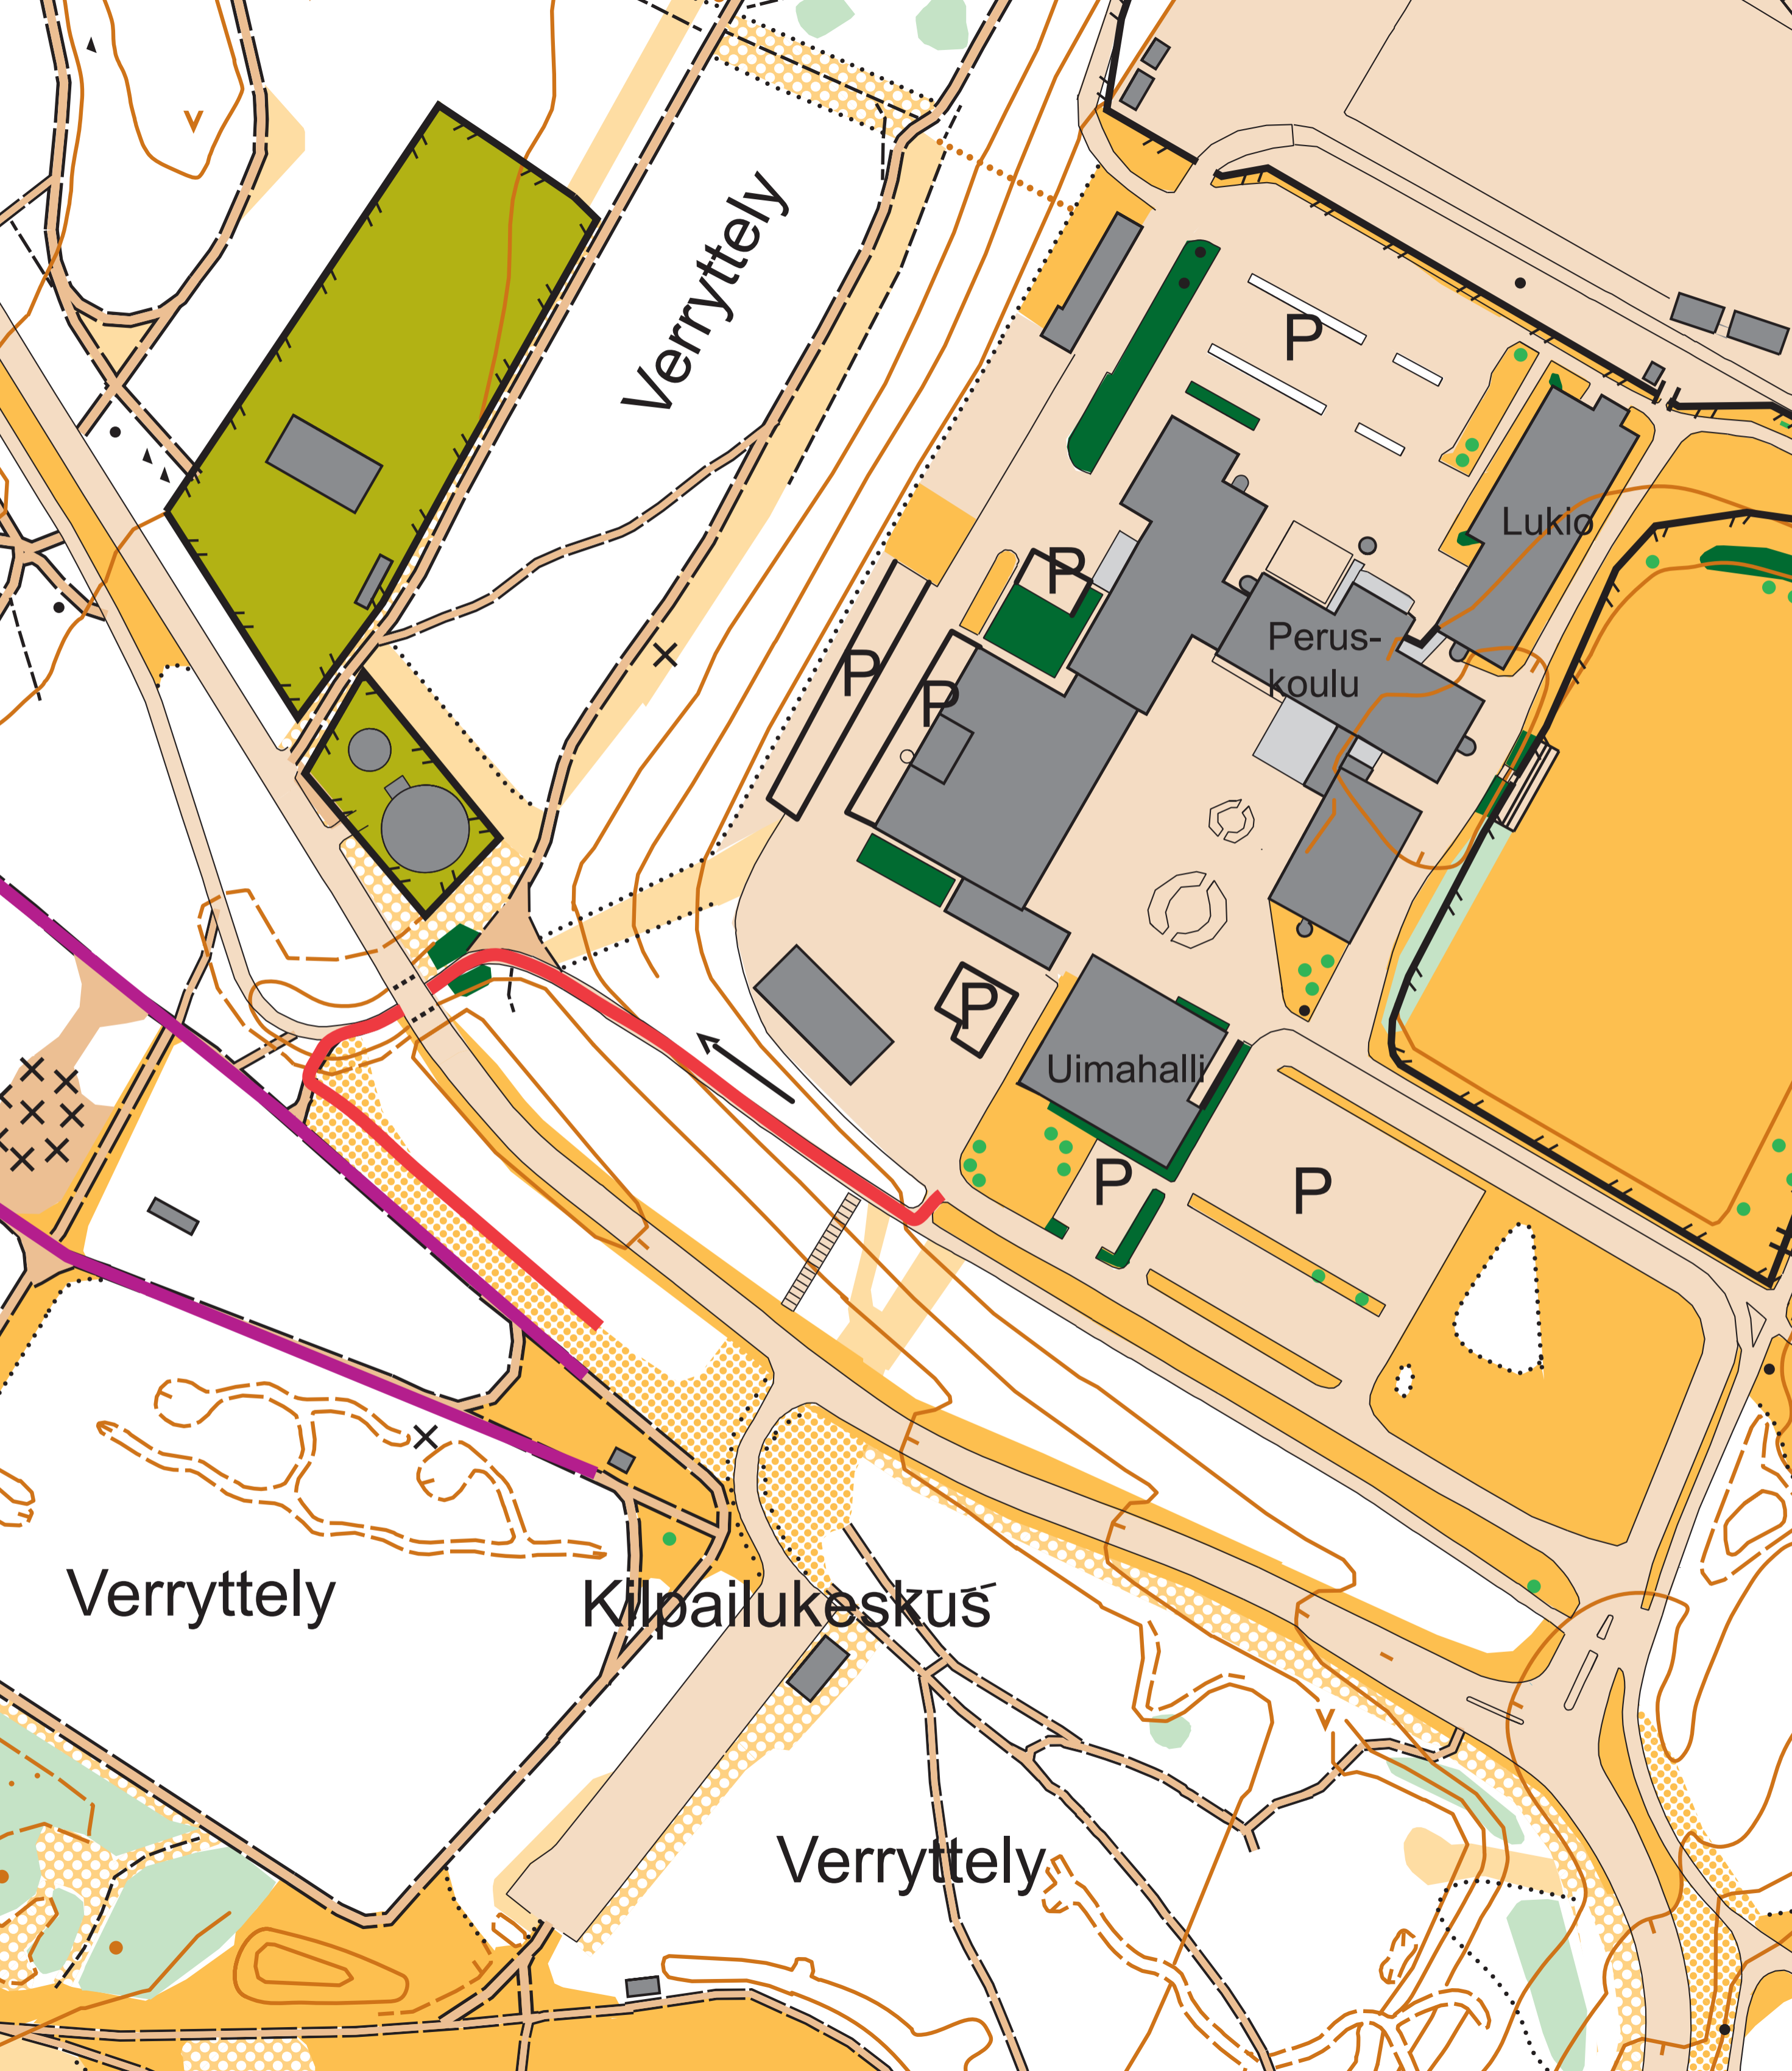 Verryttely
P
Lukio
P
Perus-
koulu
P
P
P
Uimahalli
P
P
Verryttely
Kilpailukeskus
Verryttely